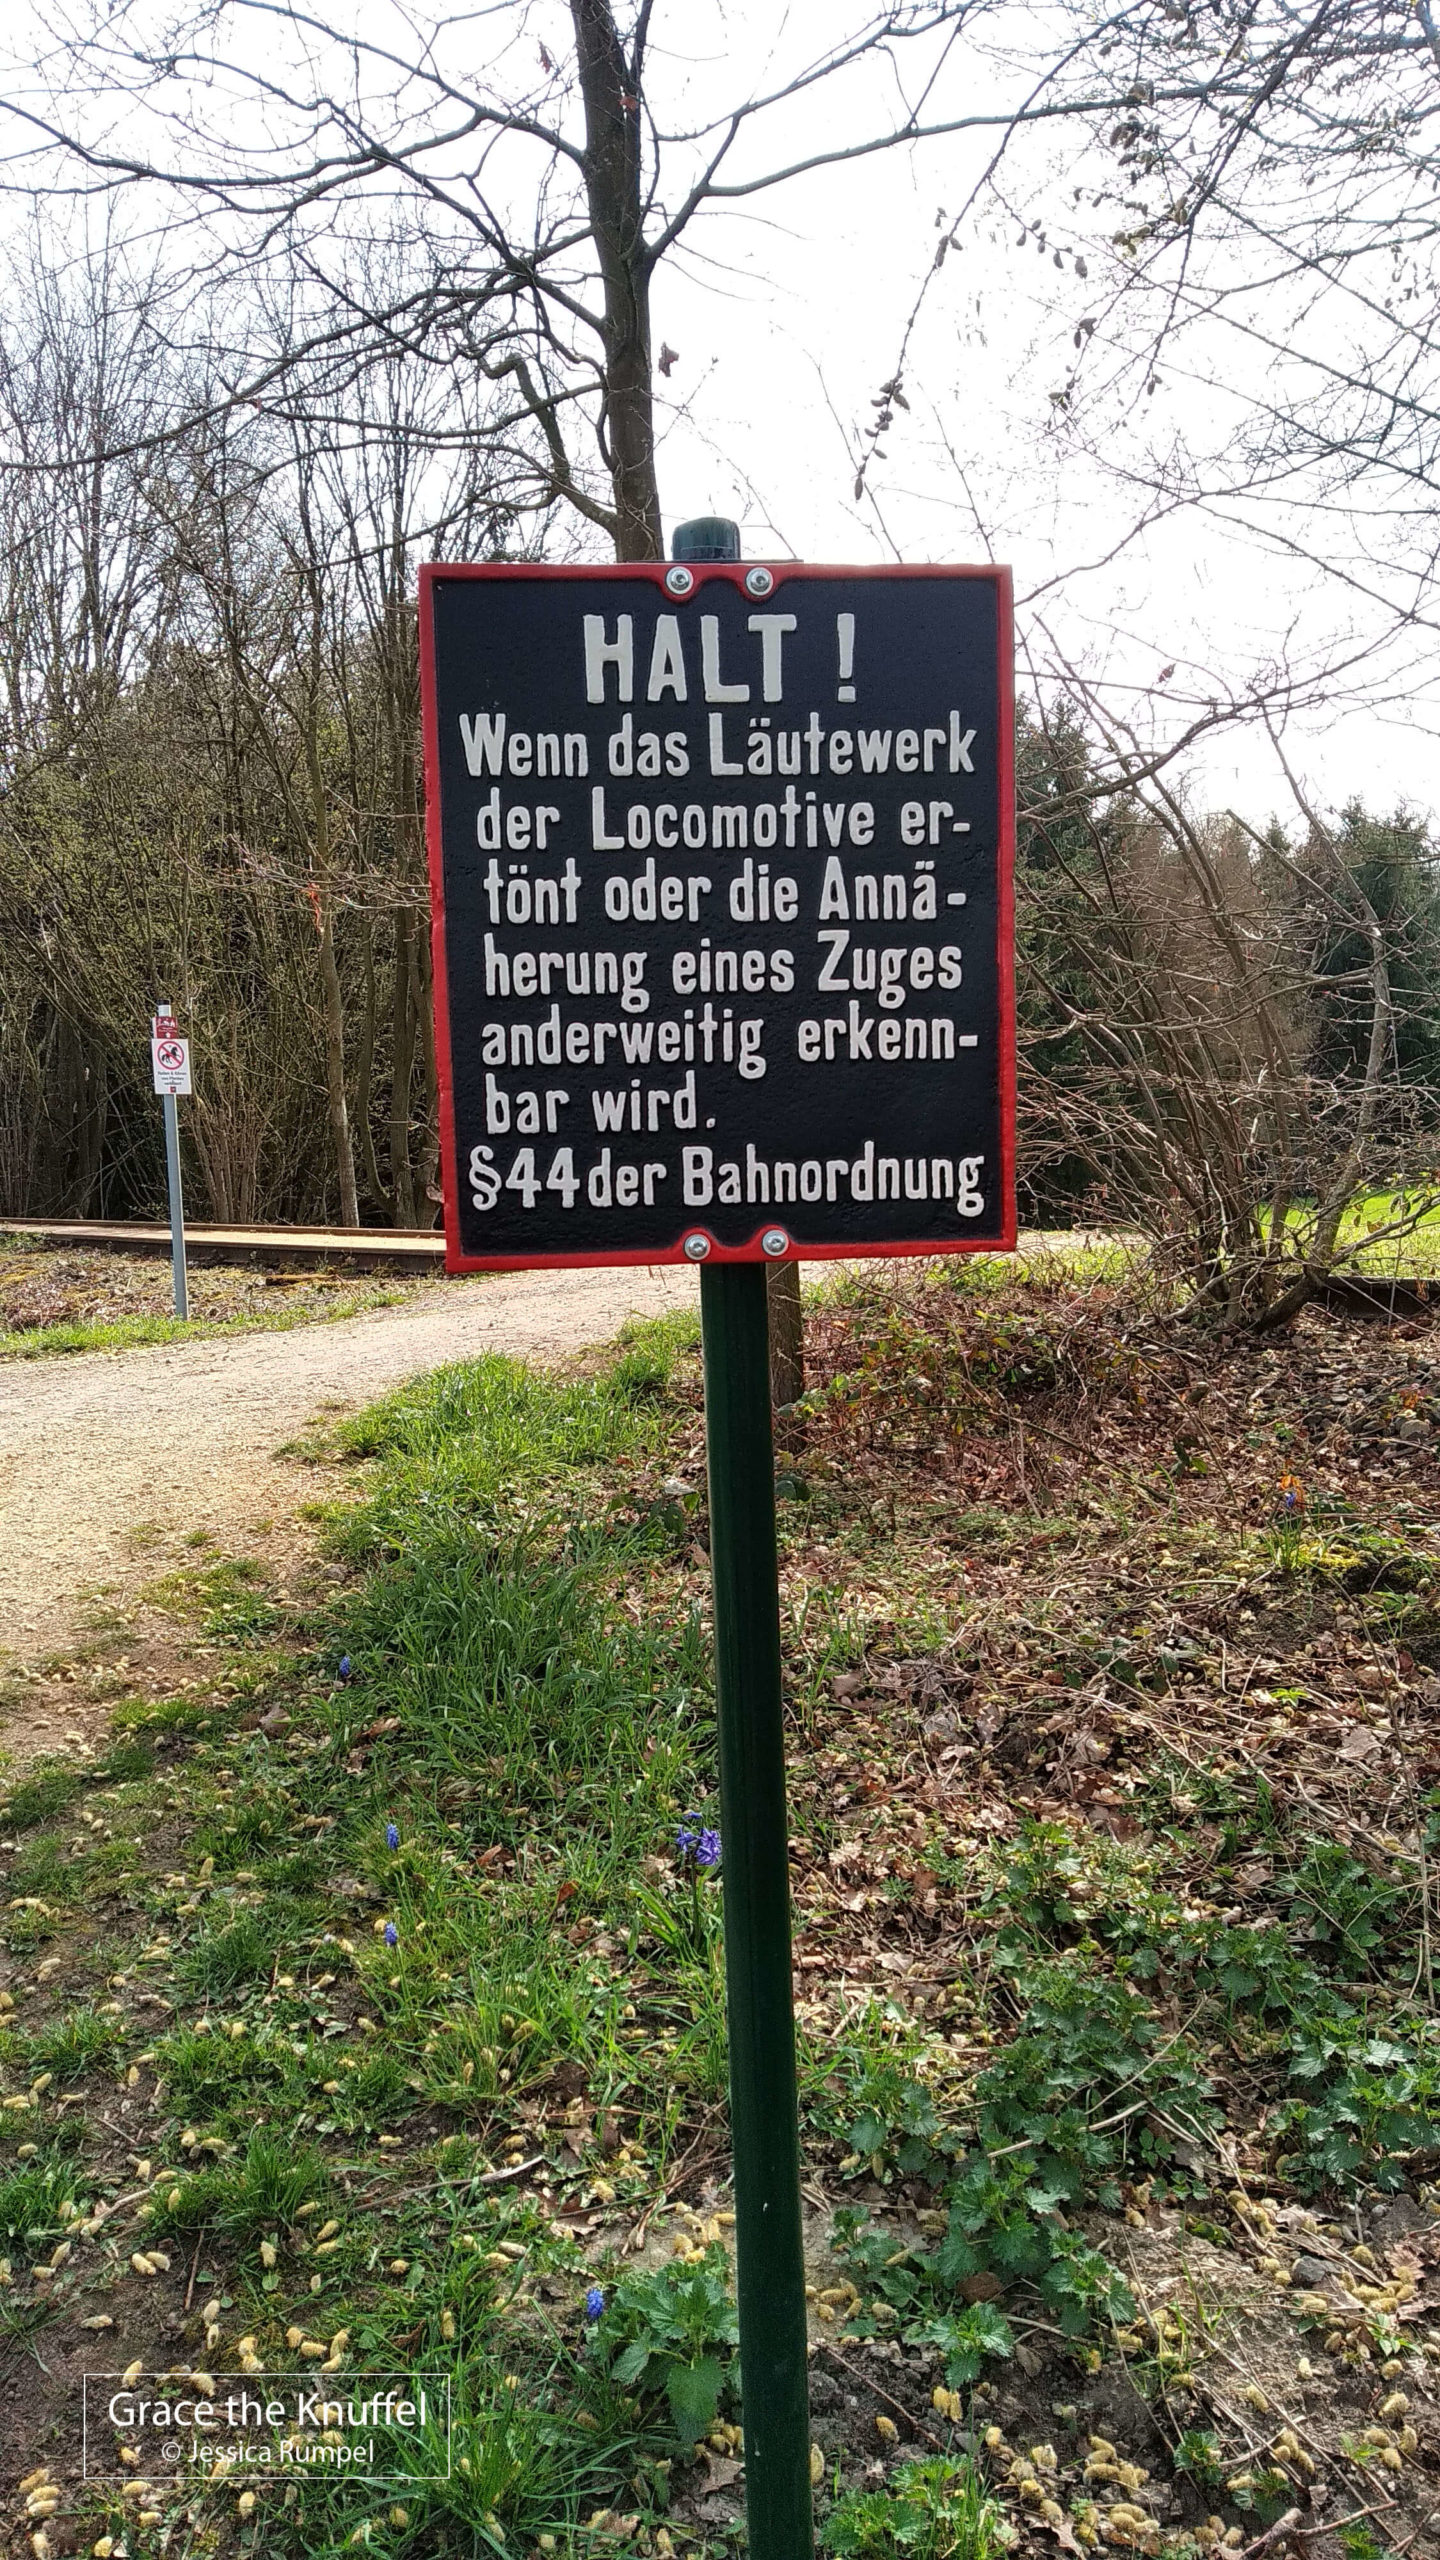 HALT !
Wenn das Läutewerk
der Locomotive er-
tönt oder die Annä-
herung eines Zuges
anderweitig erkenn-
bar wird.
§44 der Bahnordnung
Grace the Knuffel
© Jessica Rumpel